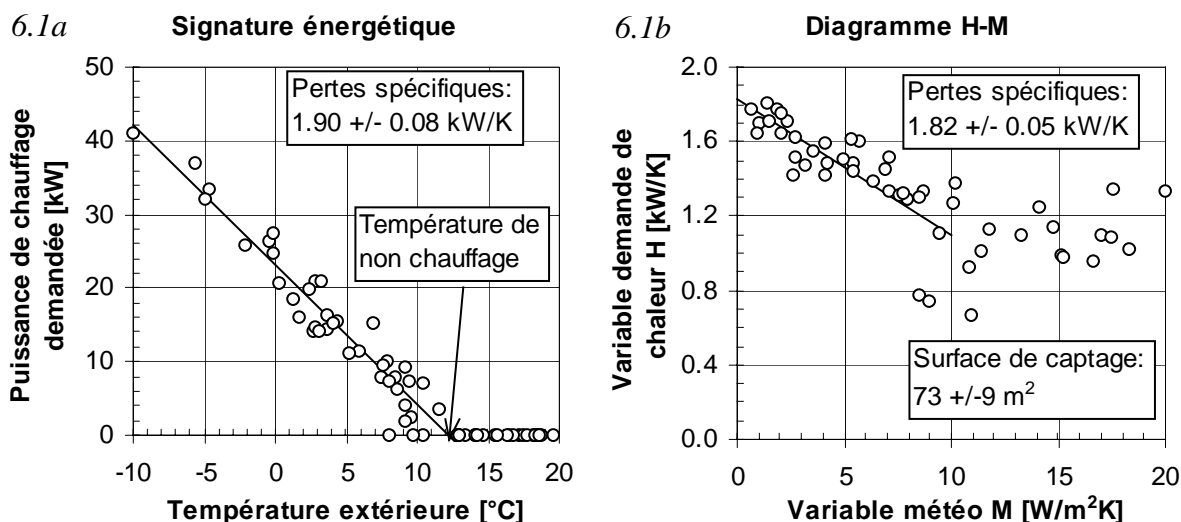 6.1a
Signature énergétique
Puissance de chauffage
demandée [kW]
50
40
30
20
10
0
Pertes spécifiques:
1.90 +/- 0.08 kW/K
Température de
non chauffage
-10
-5
0
5
10
15
20
Température extérieure [°C]
6.1b
Diagramme H-M
Variable demande de
chaleur H [kW/K]
2.0
1.6
1.2
0.8
0.4
0.0
Pertes spécifiques:
1.82 +/- 0.05 kW/K
Surface de captage:
73 +/-9 m²
0
5
10
15
20
Variable météo M [W/m²K]